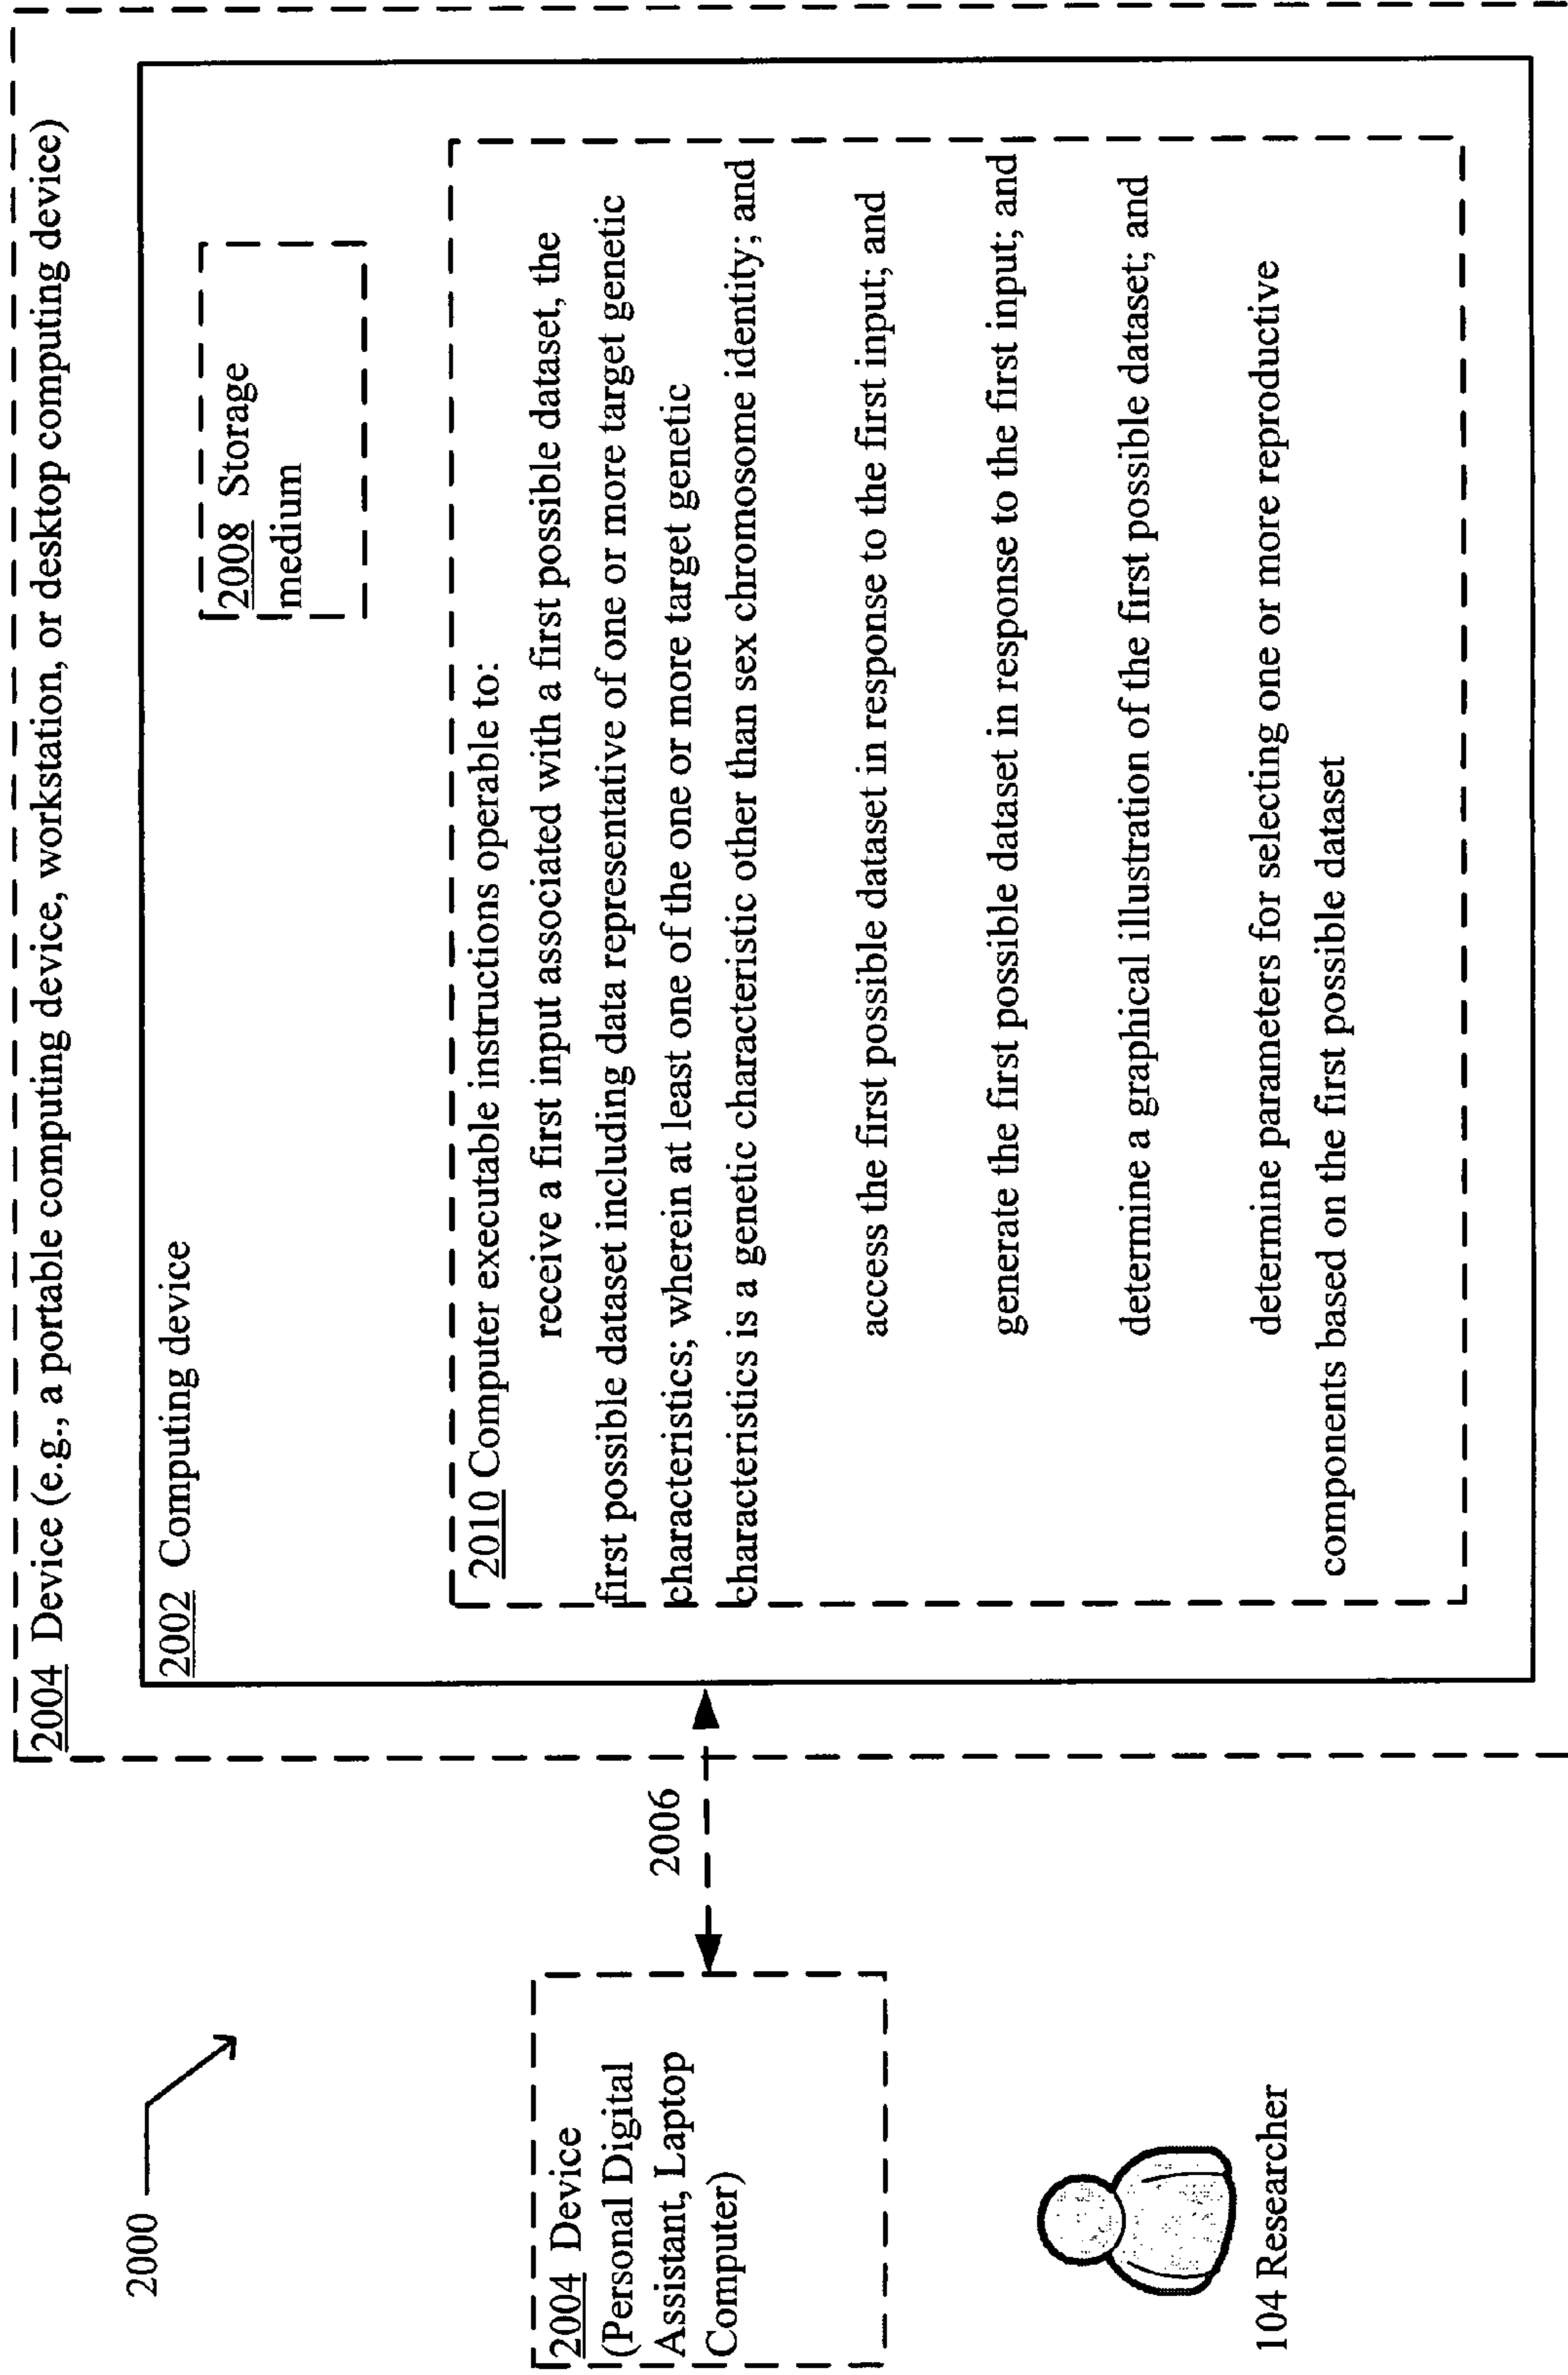 2000
2004 Device (e.g., a portable computing device, workstation, or desktop computing device)
2002 Computing device
2008 Storage
medium
2010 Computer executable instructions operable to:
receive a first input associated with a first possible dataset, the
first possible dataset including data representative of one or more target genetic
characteristics; wherein at least one of the one or more target genetic
characteristics is a genetic characteristic other than sex chromosome identity; and
access the first possible dataset in response to the first input; and
generate the first possible dataset in response to the first input; and
determine a graphical illustration of the first possible dataset; and
determine parameters for selecting one or more reproductive
components based on the first possible dataset
2006
2004 Device
(Personal Digital
Assistant, Laptop
Computer)
104 Researcher